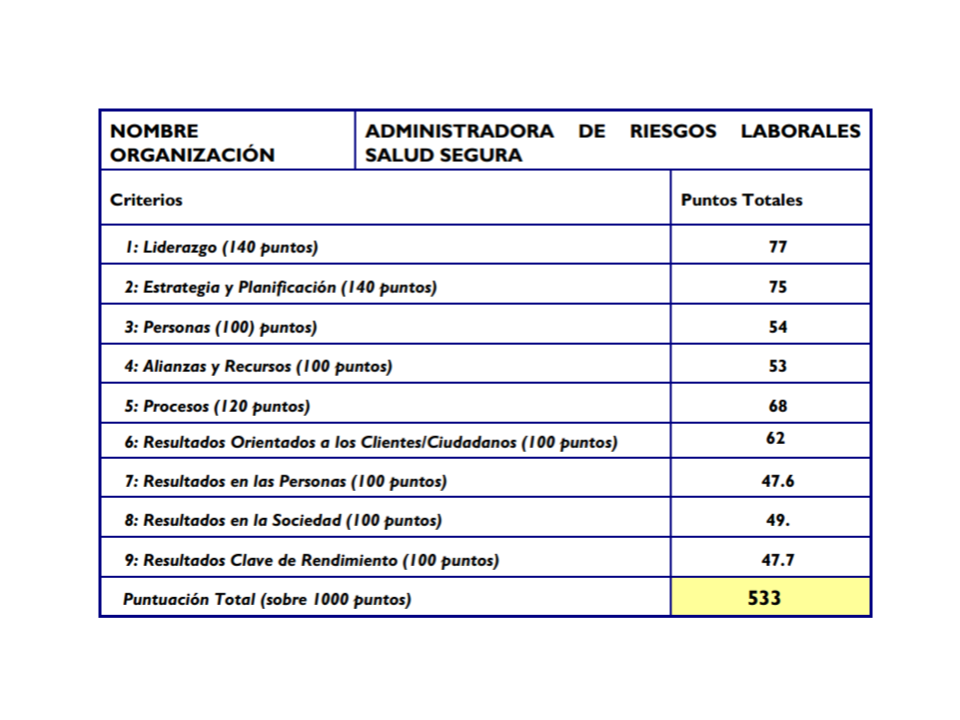 NOMBRE
ORGANIZACIÓN
ADMINISTRADORA DE RIESGOS LABORALES
SALUD SEGURA
Criterios
Puntos Totales
1: Liderazgo (140 puntos)
77
2: Estrategia y Planificación (140 puntos)
75
3: Personas (100) puntos)
54
4: Alianzas y Recursos (100 puntos)
53
5: Procesos (120 puntos)
68
6: Resultados Orientados a los Clientes/Ciudadanos (100 puntos)
62
7: Resultados en las Personas (100 puntos)
47.6
8: Resultados en la Sociedad (100 puntos)
49.
9: Resultados Clave de Rendimiento (100 puntos)
47.7
Puntuación Total (sobre 1000 puntos)
533